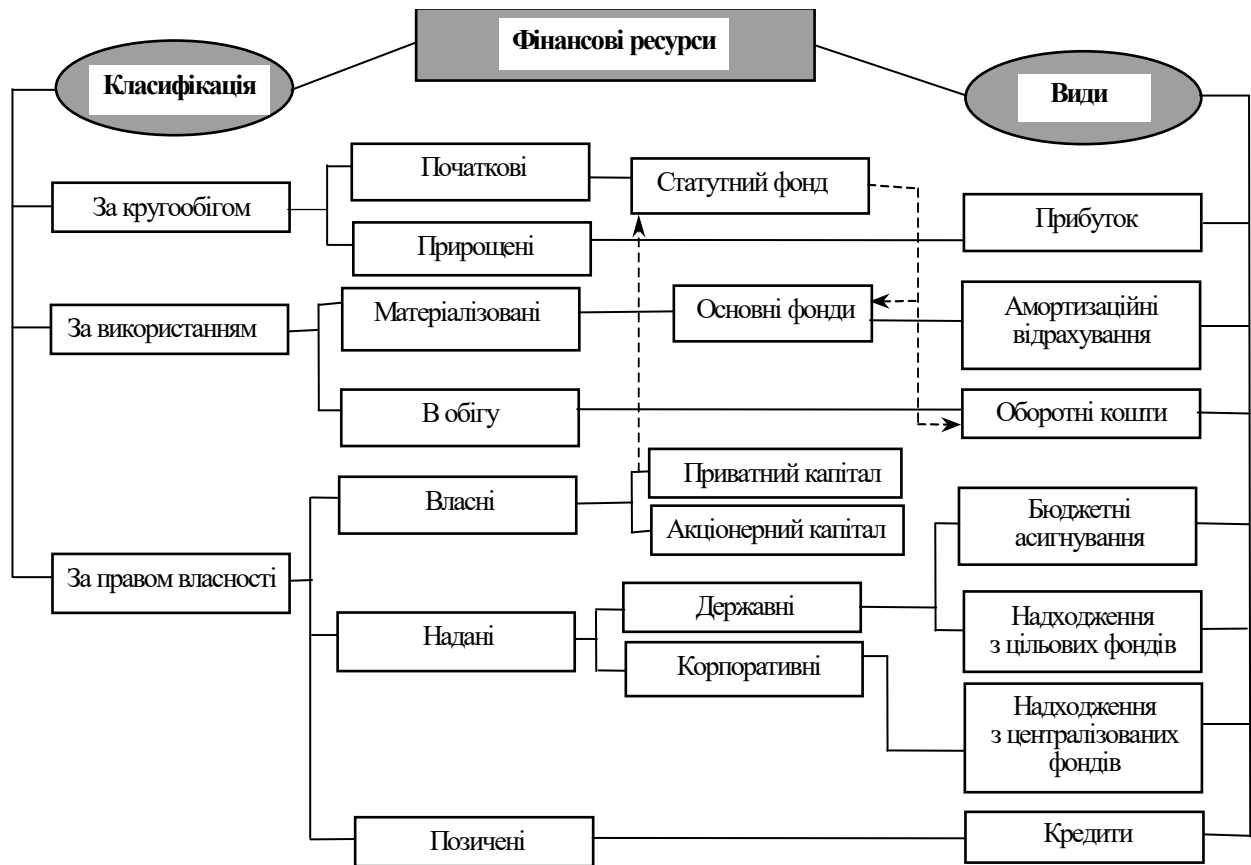 Фінансові ресурси
Класифікація
Види
Початкові
Статутний фонд
За кругообігом
Прибуток
Прирощені
Матеріалізовані
Основні фонди
Амортизаційні
відрахування
За використанням
В обігу
Оборотні кошти
Власні
Приватний капітал
Акціонерний капітал
Бюджетні
асигнування
За правом власності
Надані
Державні
Корпоративні
Надходження
з цільових фондів
Надходження
з централізованих
фондів
Позичені
Кредити